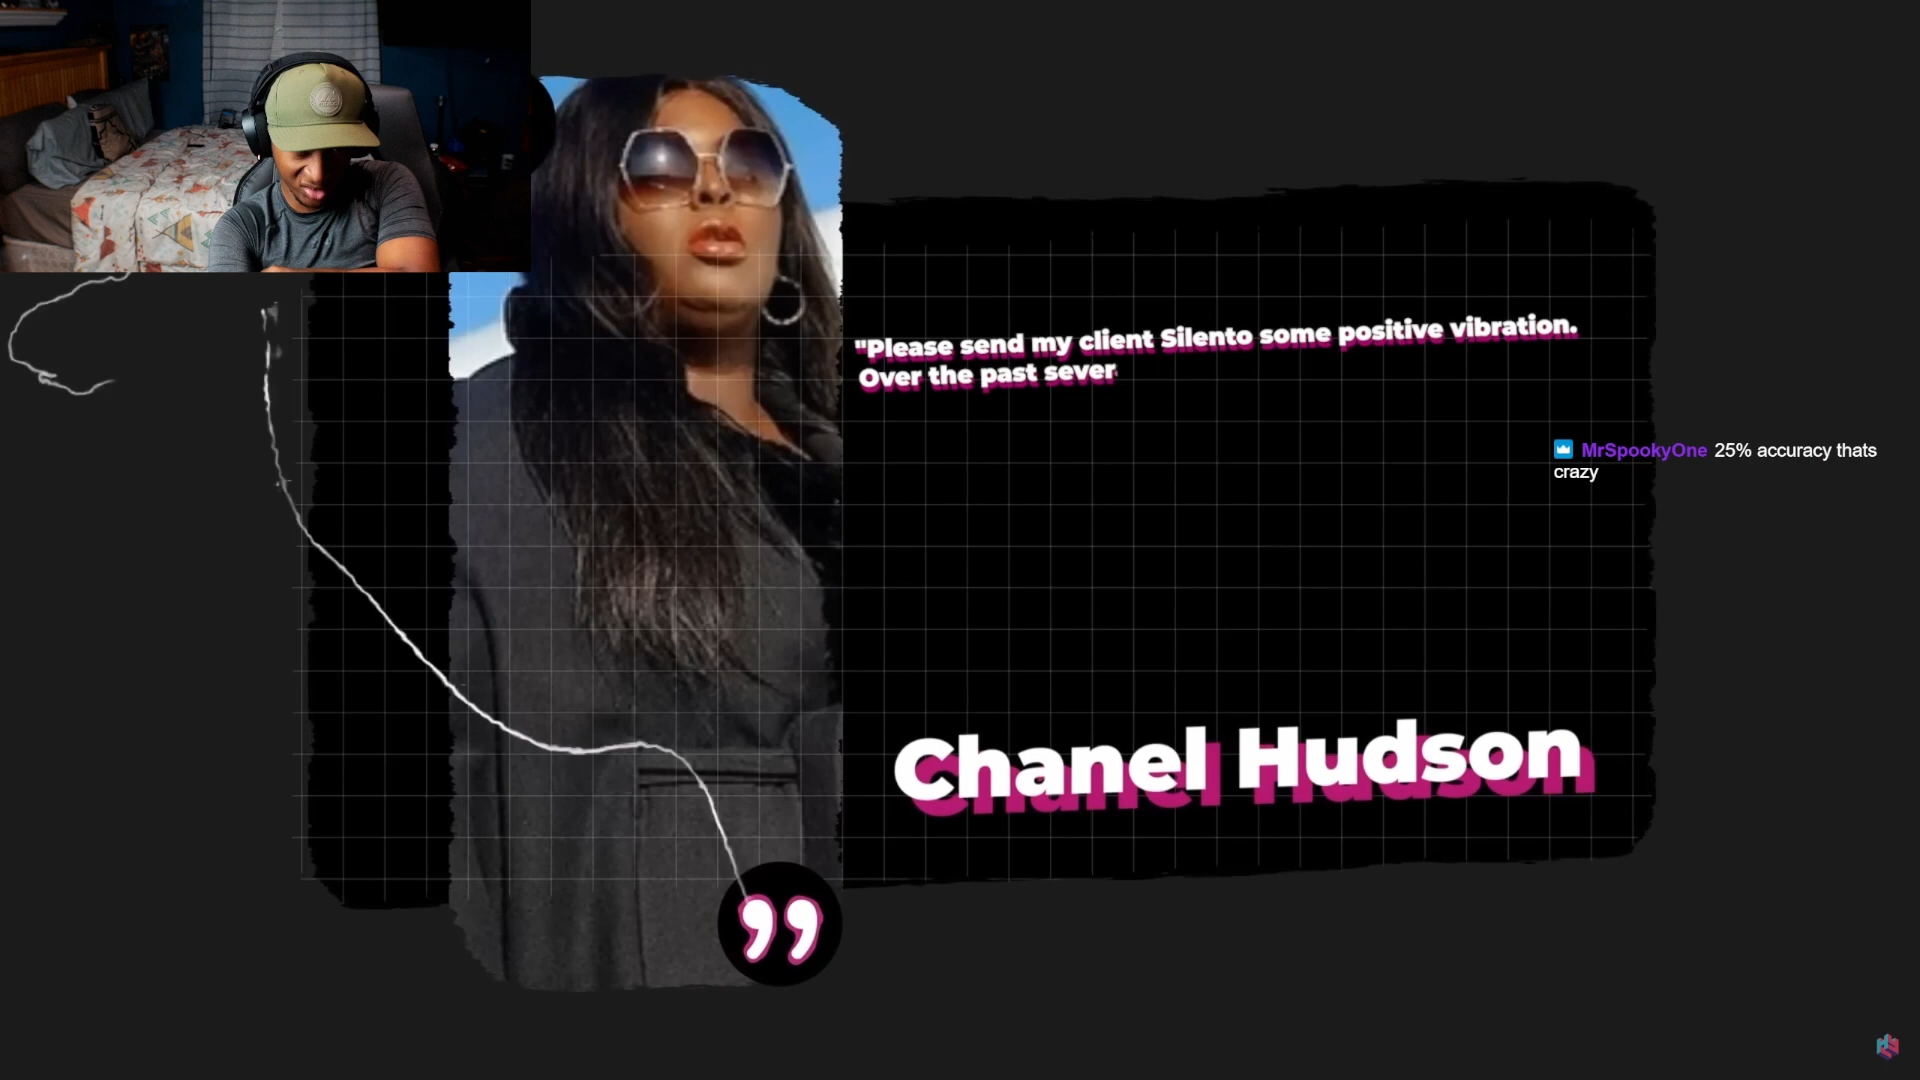 "Please send my client Silento some positive vibration.
Over the past sever
MrSpookyOne 25% accuracy thats
crazy
Chanel Hudson
”